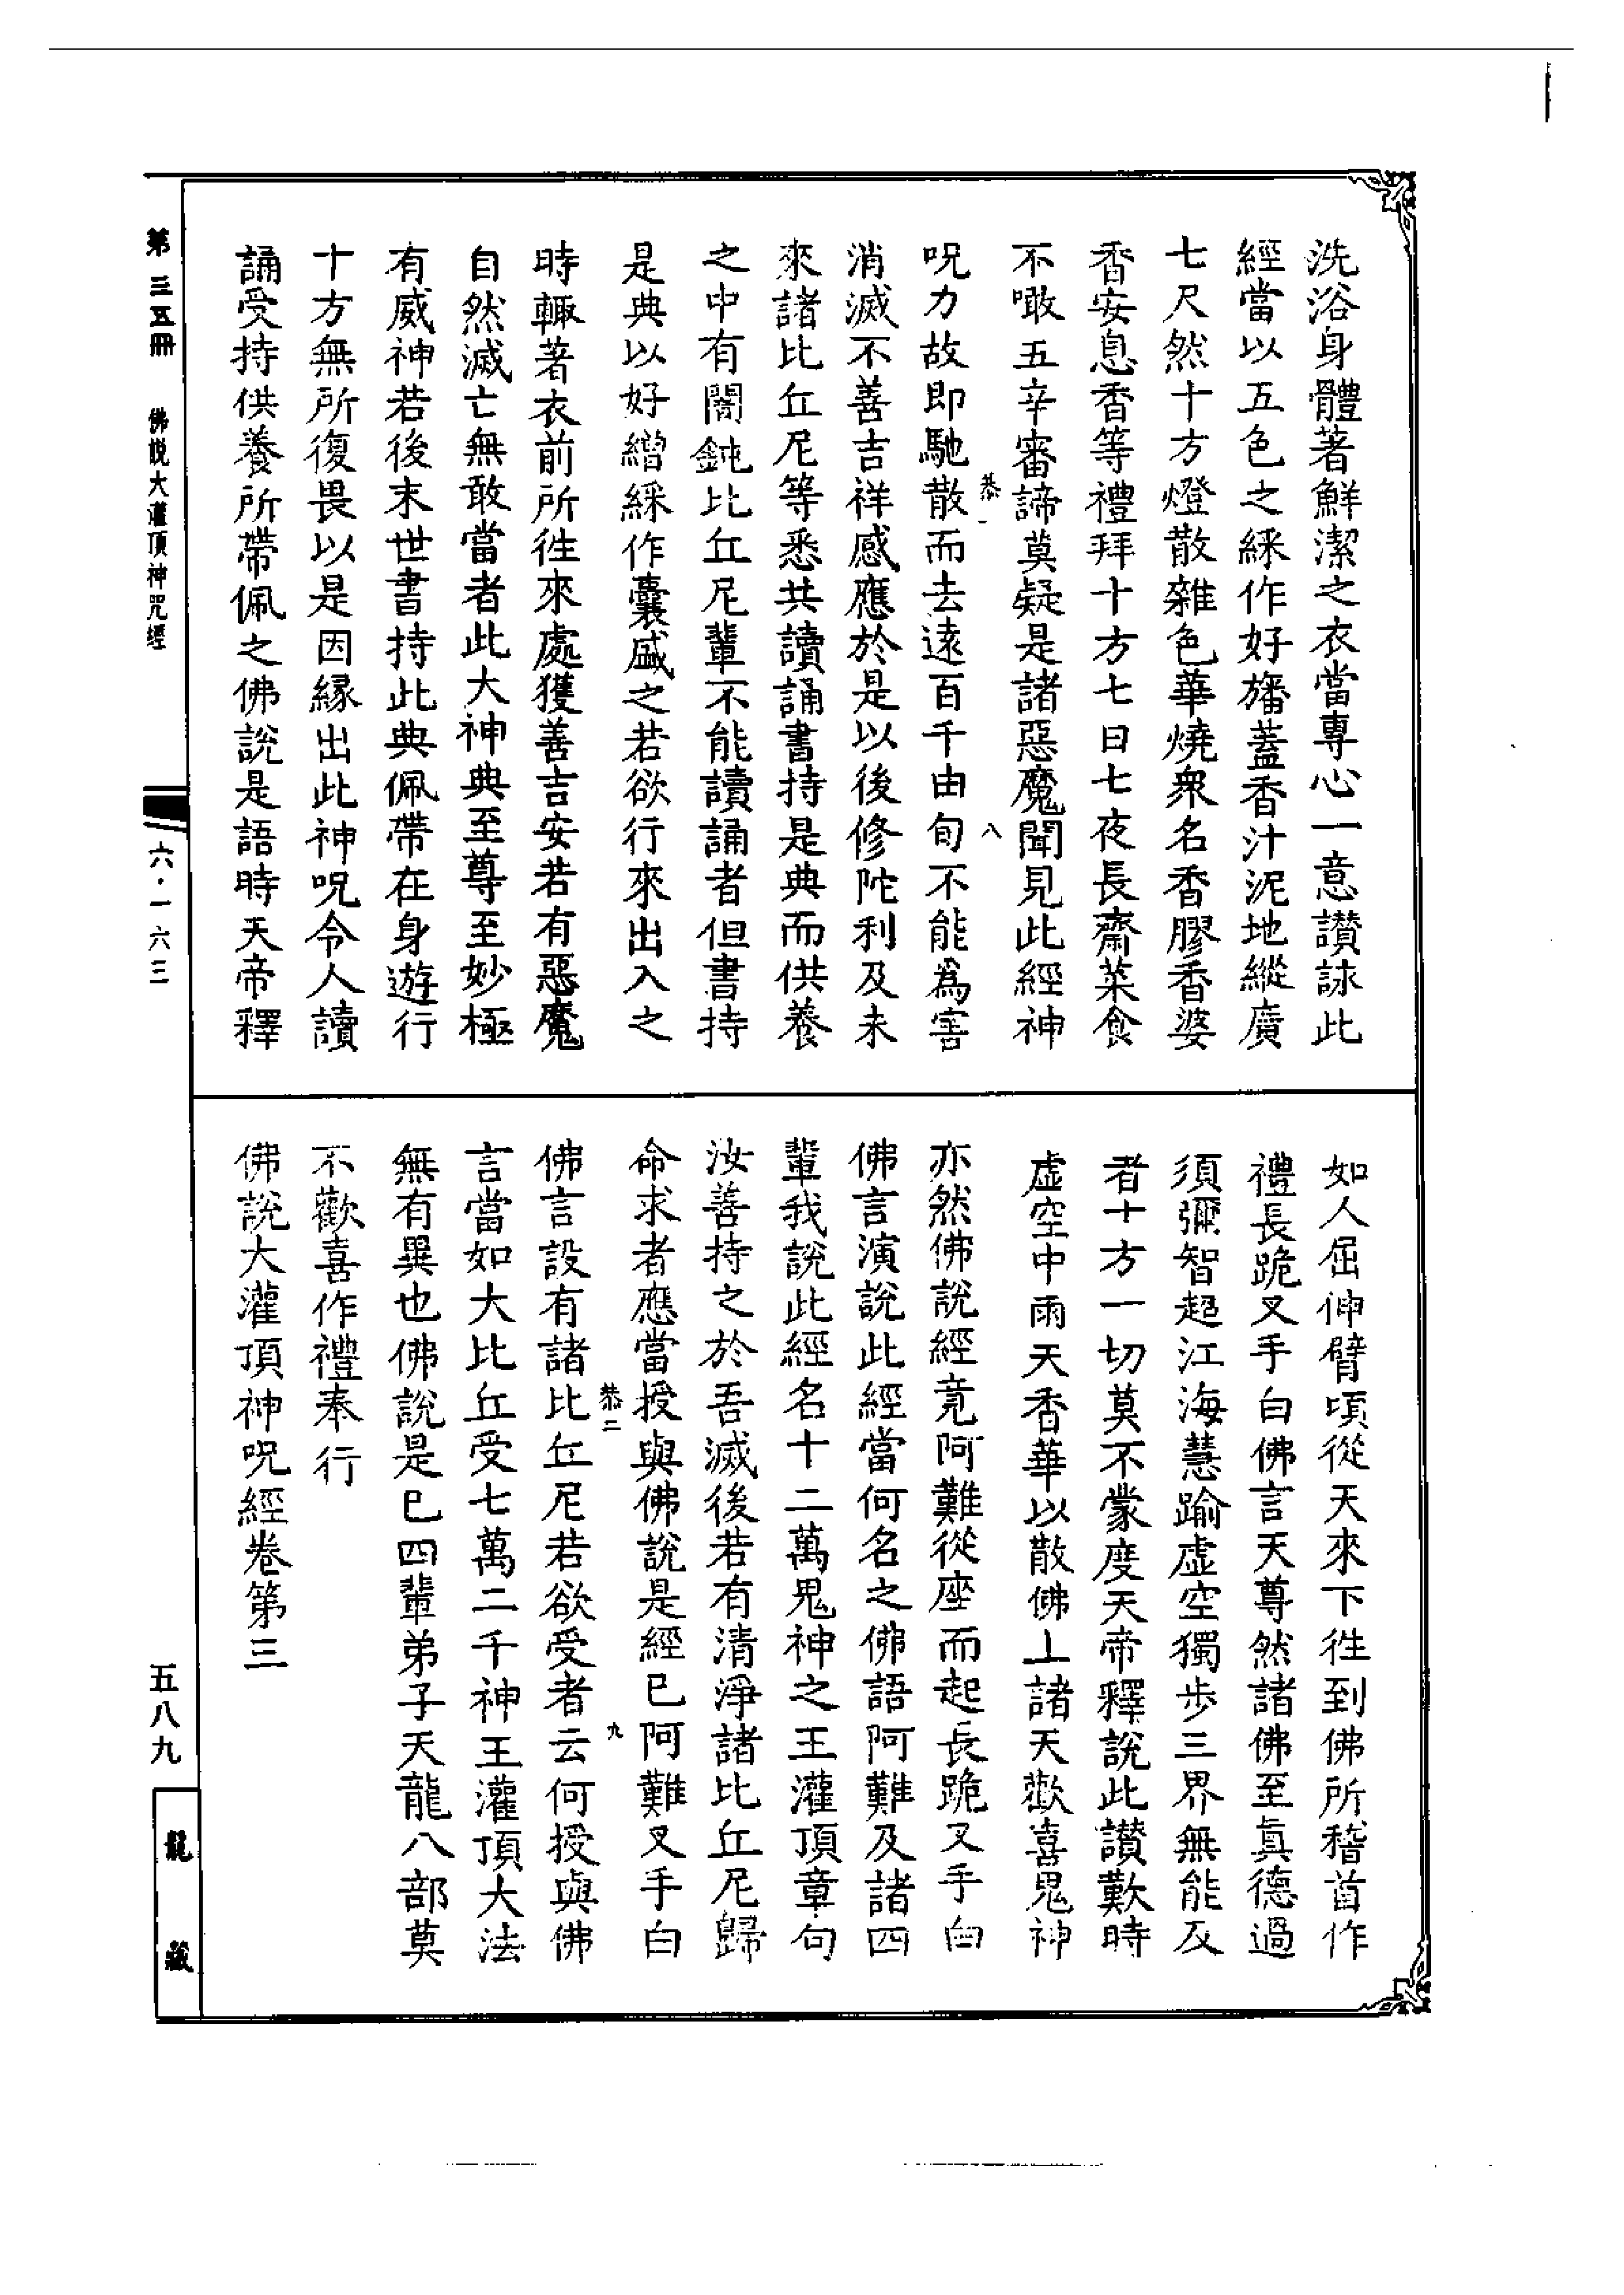 洗浴身體著鮮潔之衣當專心一意讃詠此
經當以五色之綵作好旛蓋香汁泥地縱廣
七尺然十方燈散雜色華燒衆名香膠香婆
香安息香等禮拜十方七日七夜長齋菜食
不噉五辛審諦莫疑是諸惡魔聞見此經神
恭一
八
呪力故即馳散而去遠百千由旬不能爲害
消滅不善吉祥感應於是以後修陀利及未
來諸比丘尼等悉共讀誦書持是典而供養
之中有闇鈍比丘尼輩不能讀誦者但書持
是典以好繒綵作囊盛之若欲行來出入之
時輙著衣前所徃來處獲善吉安若有惡魔
自然滅亡無敢當者此大神典至尊至妙極
有威神若後末世書持此典佩帶在身遊行
十方無所復畏以是因縁出此神呪令人讀
誦受持供養所帶佩之佛說是語時天帝釋
如人屈伸臂頃從天來下徃到佛所稽首作
禮長跪叉手白佛言天尊然諸佛至真德過
須彌智超江海慧踰虛空獨步三界無能及
者十方一切莫不蒙度天帝釋說此讃歎時
虛空中雨天香華以散佛上諸天歡喜鬼神
亦然佛說經竟阿難從座而起長跪叉手白
佛言演說此經當何名之佛語阿難及諸四
輩我說此經名十二萬鬼神之王灌頂章句
汝善持之於吾滅後若有清淨諸比丘尼歸
命求者應當授與佛說是經已阿難叉手白
恭二
九
佛言設有諸比丘尼若欲受者云何授與佛
言當如大比丘受七萬二千神王灌頂大法
無有異也佛說是已四輩弟子天龍八部莫
不歡喜作禮奉行
佛說大灌頂神呪經卷第三
第三五冊
佛說大灌頂神咒經
六·一六三
五八九
龍藏